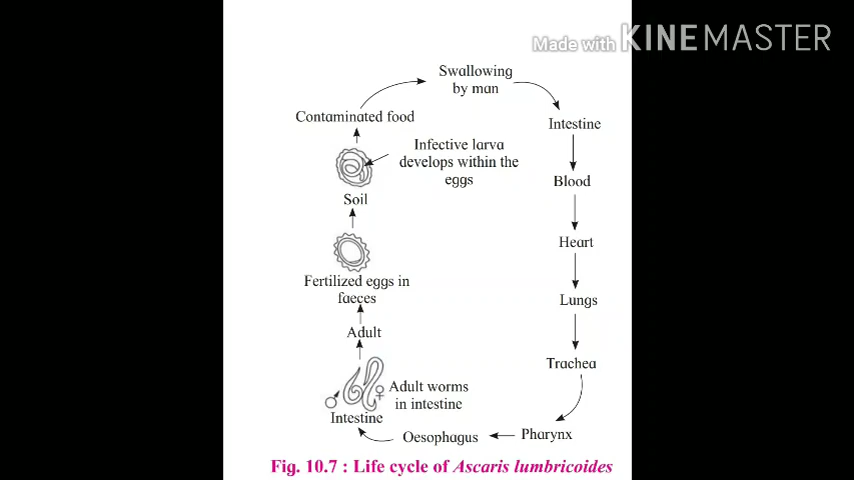 Made with KINEMASTER
Swallowing
by man
Contaminated food
Intestine
Infective larva
develops within the
eggs
Blood
Soil
Heart
Fertilized eggs in
faeces
Lungs
Adult
Trachea
Adult worms
in intestine
Intestine
Oesophagus
Pharynx
Fig. 10.7 : Life cycle of Ascaris lumbricoides